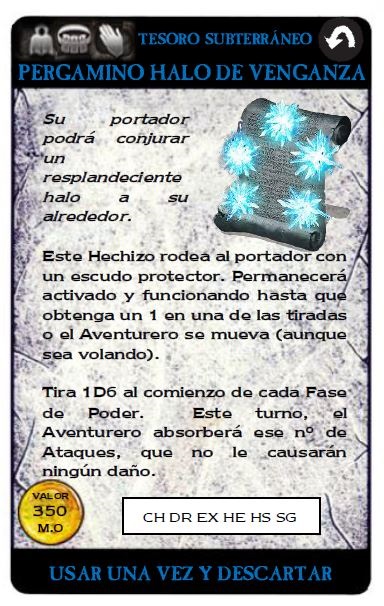 TESORO SUBTERRÁNEO
PERGAMINO HALO DE VENGANZA
Su portador
podrá conjurar
un
resplandeciente
halo a su
alrededor.
Este Hechizo rodea al portador con
un escudo protector. Permanecerá
activado y funcionando hasta que
obtenga un 1 en una de las tiradas
o el Aventurero se mueva (aunque
sea volando).
Tira 1D6 al comienzo de cada Fase
de Poder. Este turno, el
Aventurero absorberá ese nº de
Ataques, que no le causarán
ningún daño.
VALOR
350
M.O
CH DR EX HE HS SG
USAR UNA VEZ Y DESCARTAR